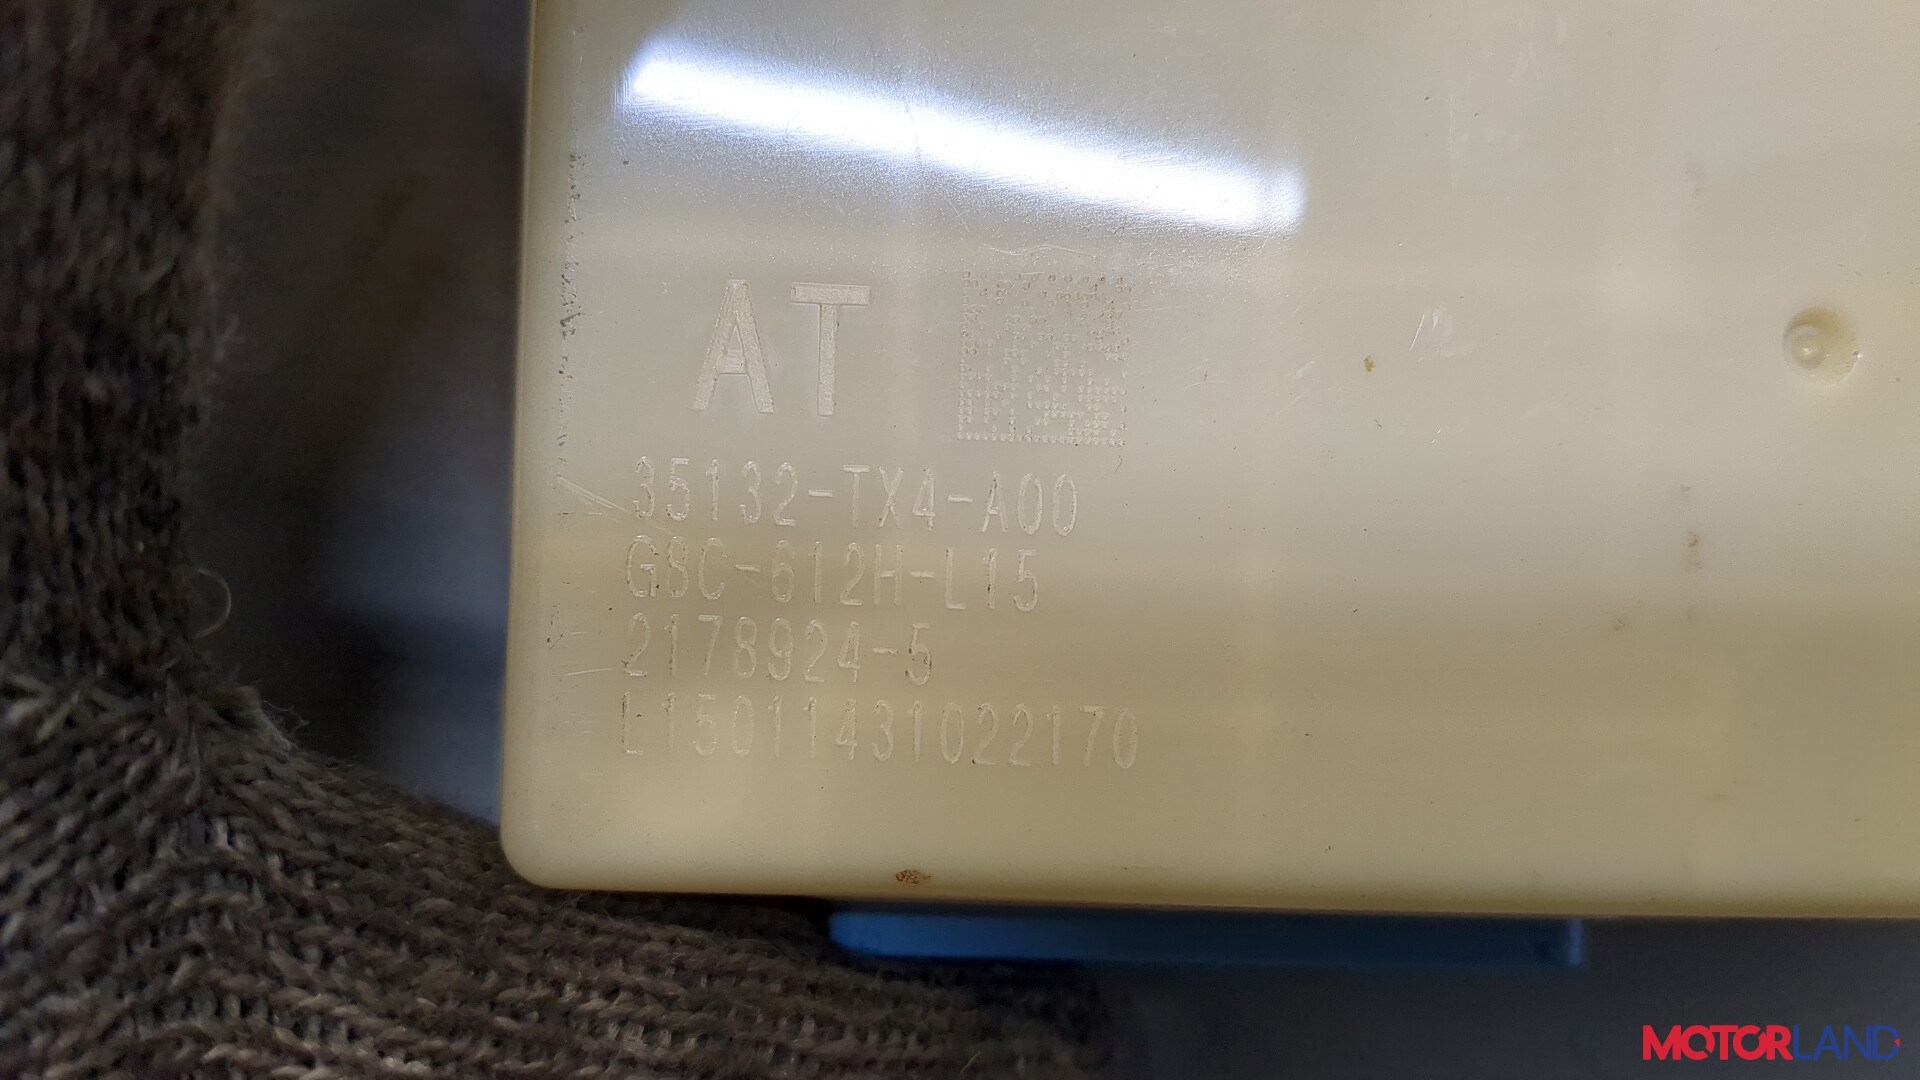 AT
35132-TX4-A00
G8C-612H-L15
2178924-5
L15011431022170
MOTORLAND